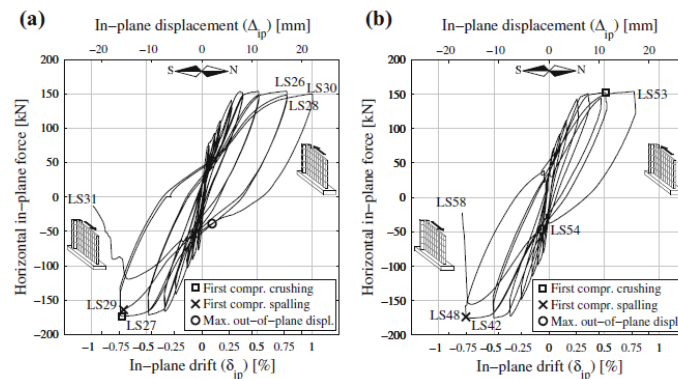 (a)
In-plane displacement (Δip) [mm]
-20 -10 0 10 20
S N
200
150
100
50
0
-50
-100
-150
-200
Horizontal in-plane force [kN]
LS26
LS30
LS28
LS31
LS29
LS27
First compr. crushing
First compr. spalling
Max. out-of-plane displ.
-1 -0.75 -0.25 0 0.25 0.5 0.75 1
In-plane drift (δip) [%]
(b)
In-plane displacement (Δip) [mm]
-20 -10 0 10 20
S N
200
150
100
50
0
-50
-100
-150
-200
Horizontal in-plane force [kN]
LS53
LS58
LS54
LS48
LS42
First compr. crushing
First compr. spalling
Max. out-of-plane displ.
-1 -0.75 -0.5 -0.25 0 0.25 0.5 0.75 1
In-plane drift (δip) [%]